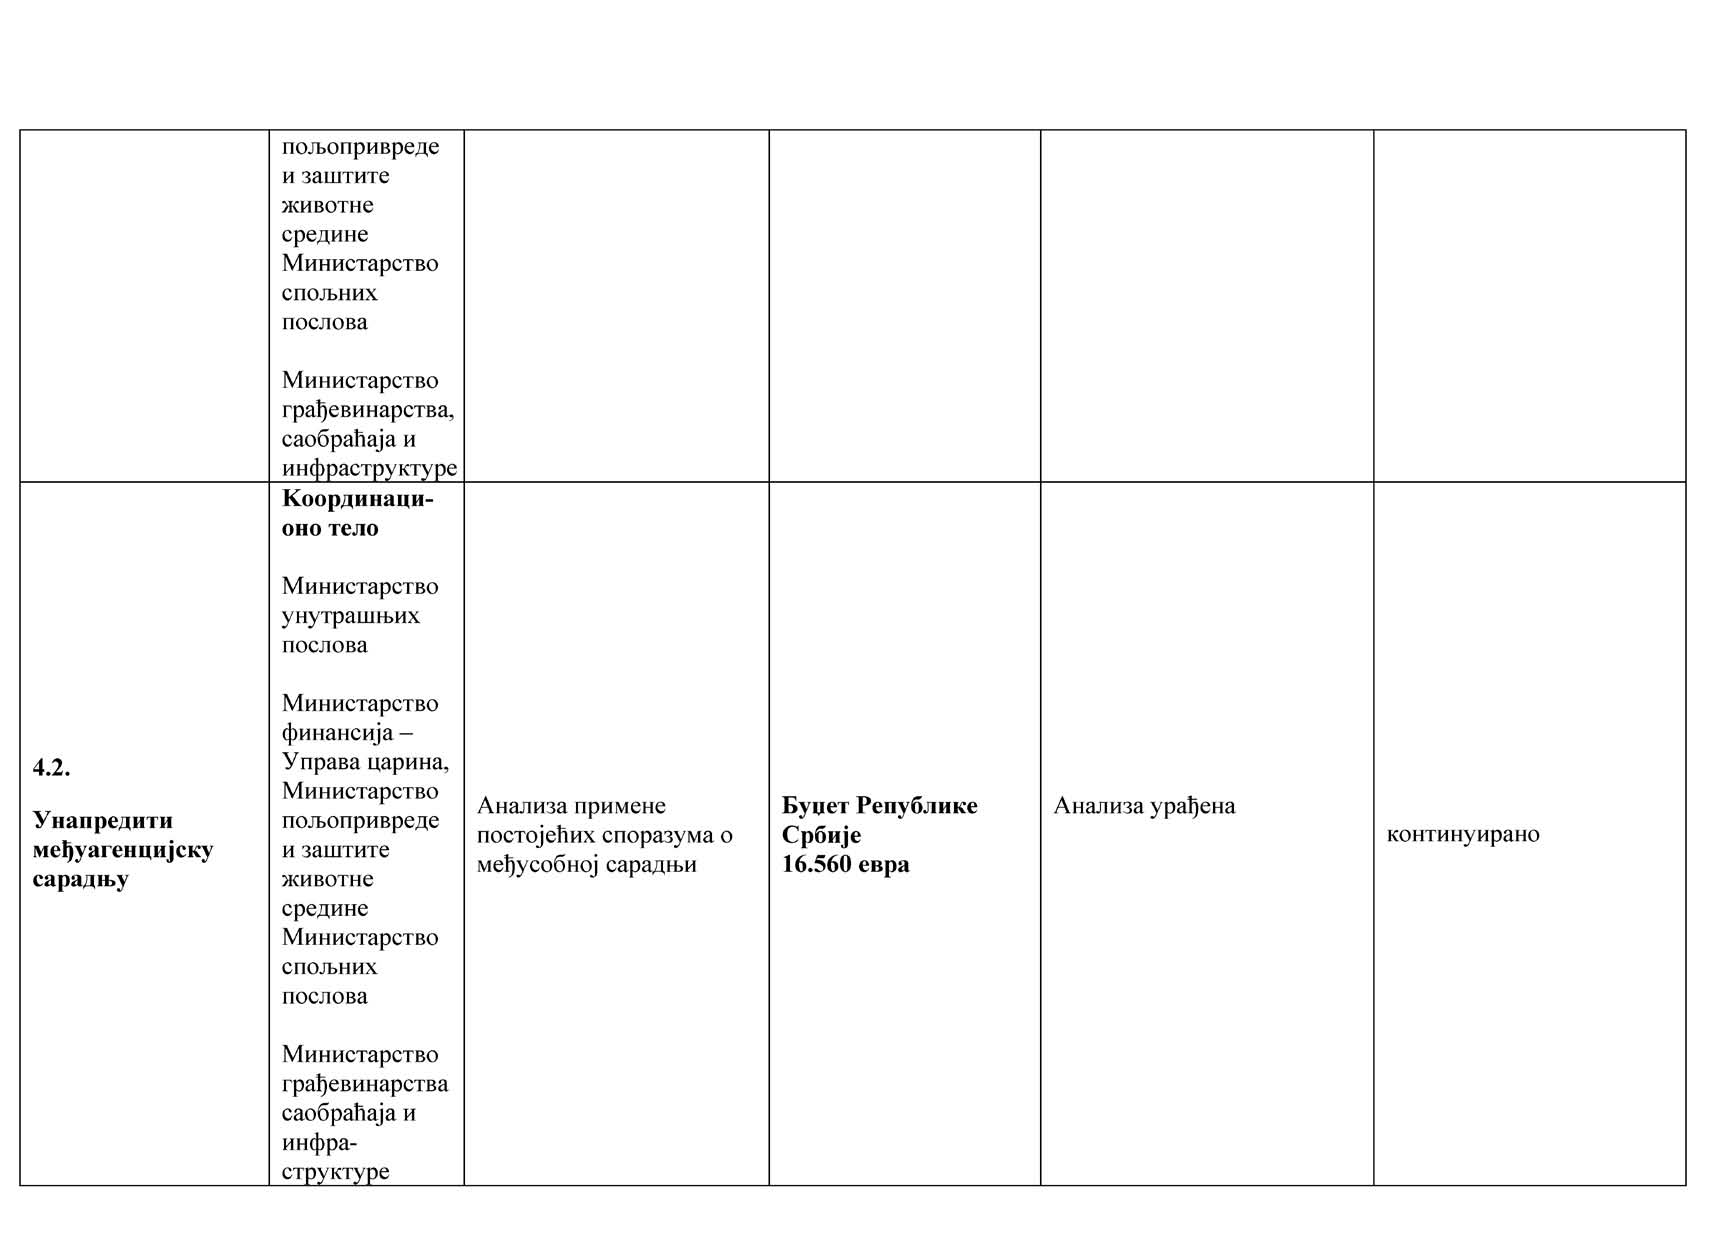 пољопривреде
и заштите
животне
средине
Министарство
спољних
послова
Министарство
грађевинарства,
саобраћаја и
инфраструктуре
4.2.
Унапредити
међуагенцијску
сарадњу
Координаци-
оно тело
Министарство
унутрашњих
послова
Министарство
финансија –
Управа царина,
Министарство
пољопривреде
и заштите
животне
средине
Министарство
спољних
послова
Министарство
грађевинарства
саобраћаја и
инфра-
структуре
Анализа примене
постојећих споразума о
међусобној сарадњи
Буџет Републике
Србије
16.560 евра
Анализа урађена
континуирано